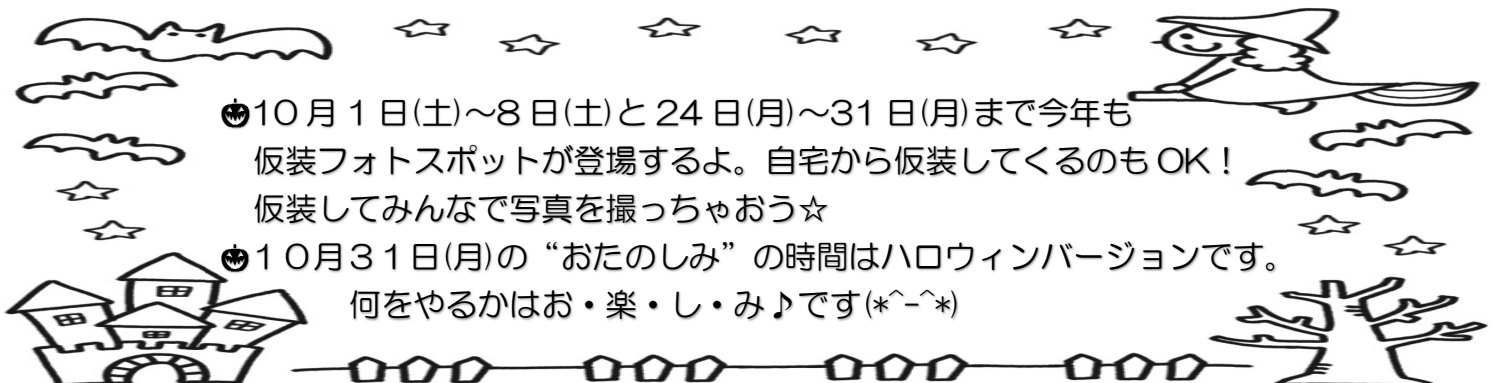 🎃10月1日(土)～8日(土)と24日(月)～31日(月)まで今年も
仮装フォトスポットが登場するよ。自宅から仮装してくるのもOK！
仮装してみんなで写真を撮っちゃおう☆
🎃１０月３１日(月)の“おたのしみ”の時間はハロウィンバージョンです。
何をやるかはお・楽・し・み♪です(*^-^*)